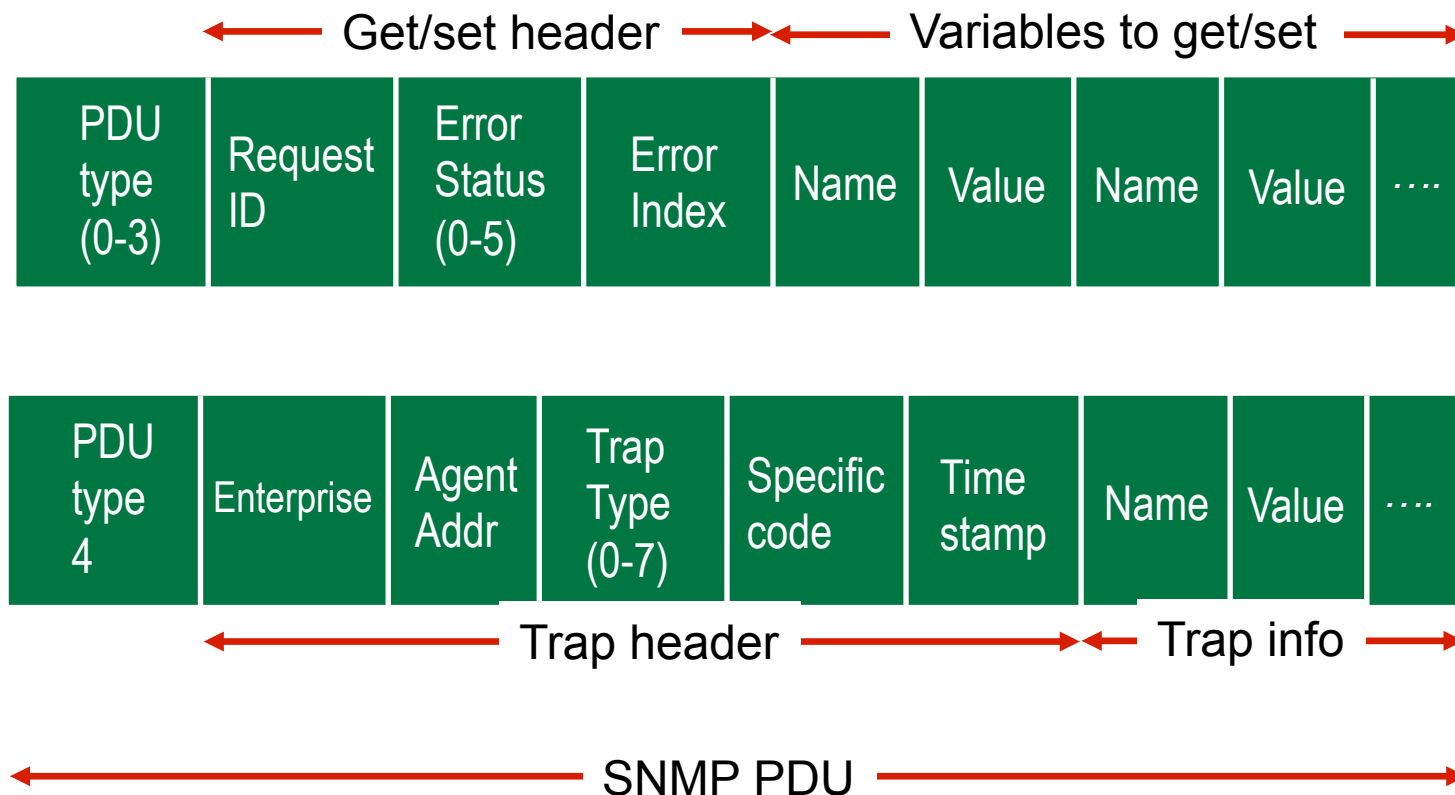 Get/set header
Variables to get/set
PDU
type
(0-3)
Request
ID
Error
Status
(0-5)
Error
Index
Name
Value
Name
Value
....
PDU
type
4
Enterprise
Agent
Addr
Trap
Type
(0-7)
Specific
code
Time
stamp
Name
Value
....
Trap header
Trap info
SNMP PDU